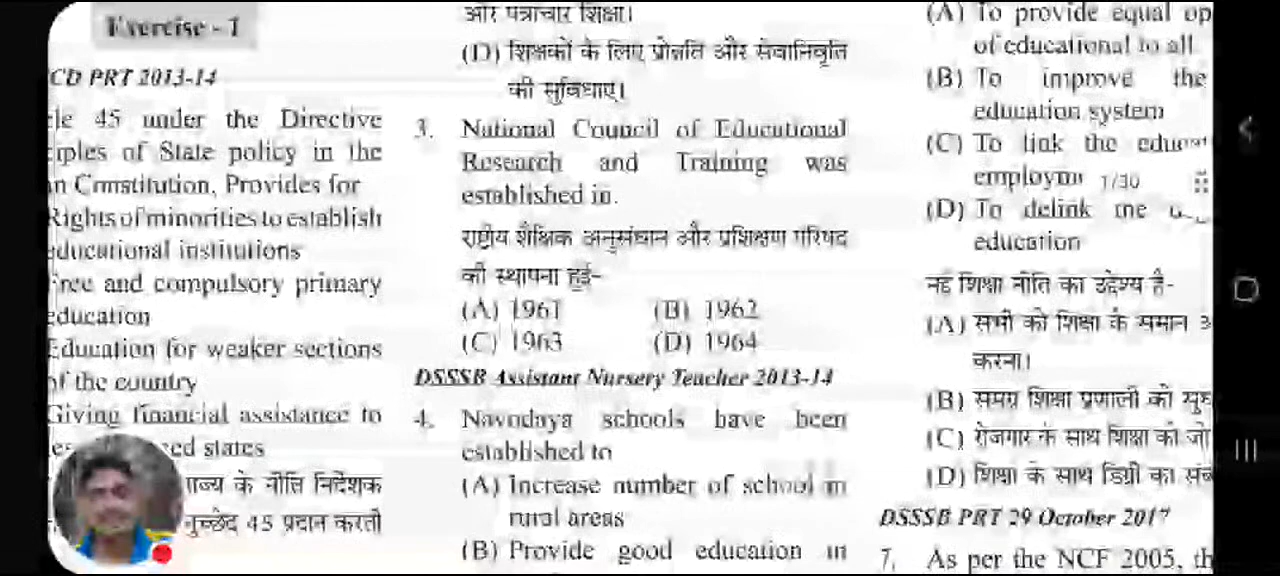 Exercise - 1
CD PRT 2013-14
cle 45 under the Directive
ciples of State policy in the
an Constitution, Provides for
Rights of minorities to establish
educational institutions
Free and compulsory primary
education
Education for weaker sections
of the country
Giving financial assistance to
states
राज्य के नीति निदेशक
नुच्छेद 45 प्रदान करती
और पत्राचार शिक्षा।
(D) शिक्षकों के लिए प्रोन्नति और सेवानिवृति
की सुविधाए।
3. National Council of Educational
Research and Training was
established in.
राष्ट्रीय शैक्षिक अनुसंधान और प्रशिक्षण परिषद
की स्थापना हुई-
(A) 1961 (B) 1962
(C) 1963 (D) 1964
DSSSB Assistant Nursery Teacher 2013-14
4. Navodaya schools have been
established to
(A) Increase number of school in
rural areas
(B) Provide good education in
(A) To provide equal op
of educational to all
(B) To improve the
education system
(C) To link the educat
employm 1/30
(D) To delink the
education
नई शिक्षा नीति का उद्देश्य है-
(A) सभी को शिक्षा के समान अ
करना।
(B) समग्र शिक्षा प्रणाली को सुध
(C) रोजगार के साथ शिक्षा को जो
(D) शिक्षा के साथ डिग्री का संब
DSSSB PRT 29 October 2017
7. As per the NCF 2005, th